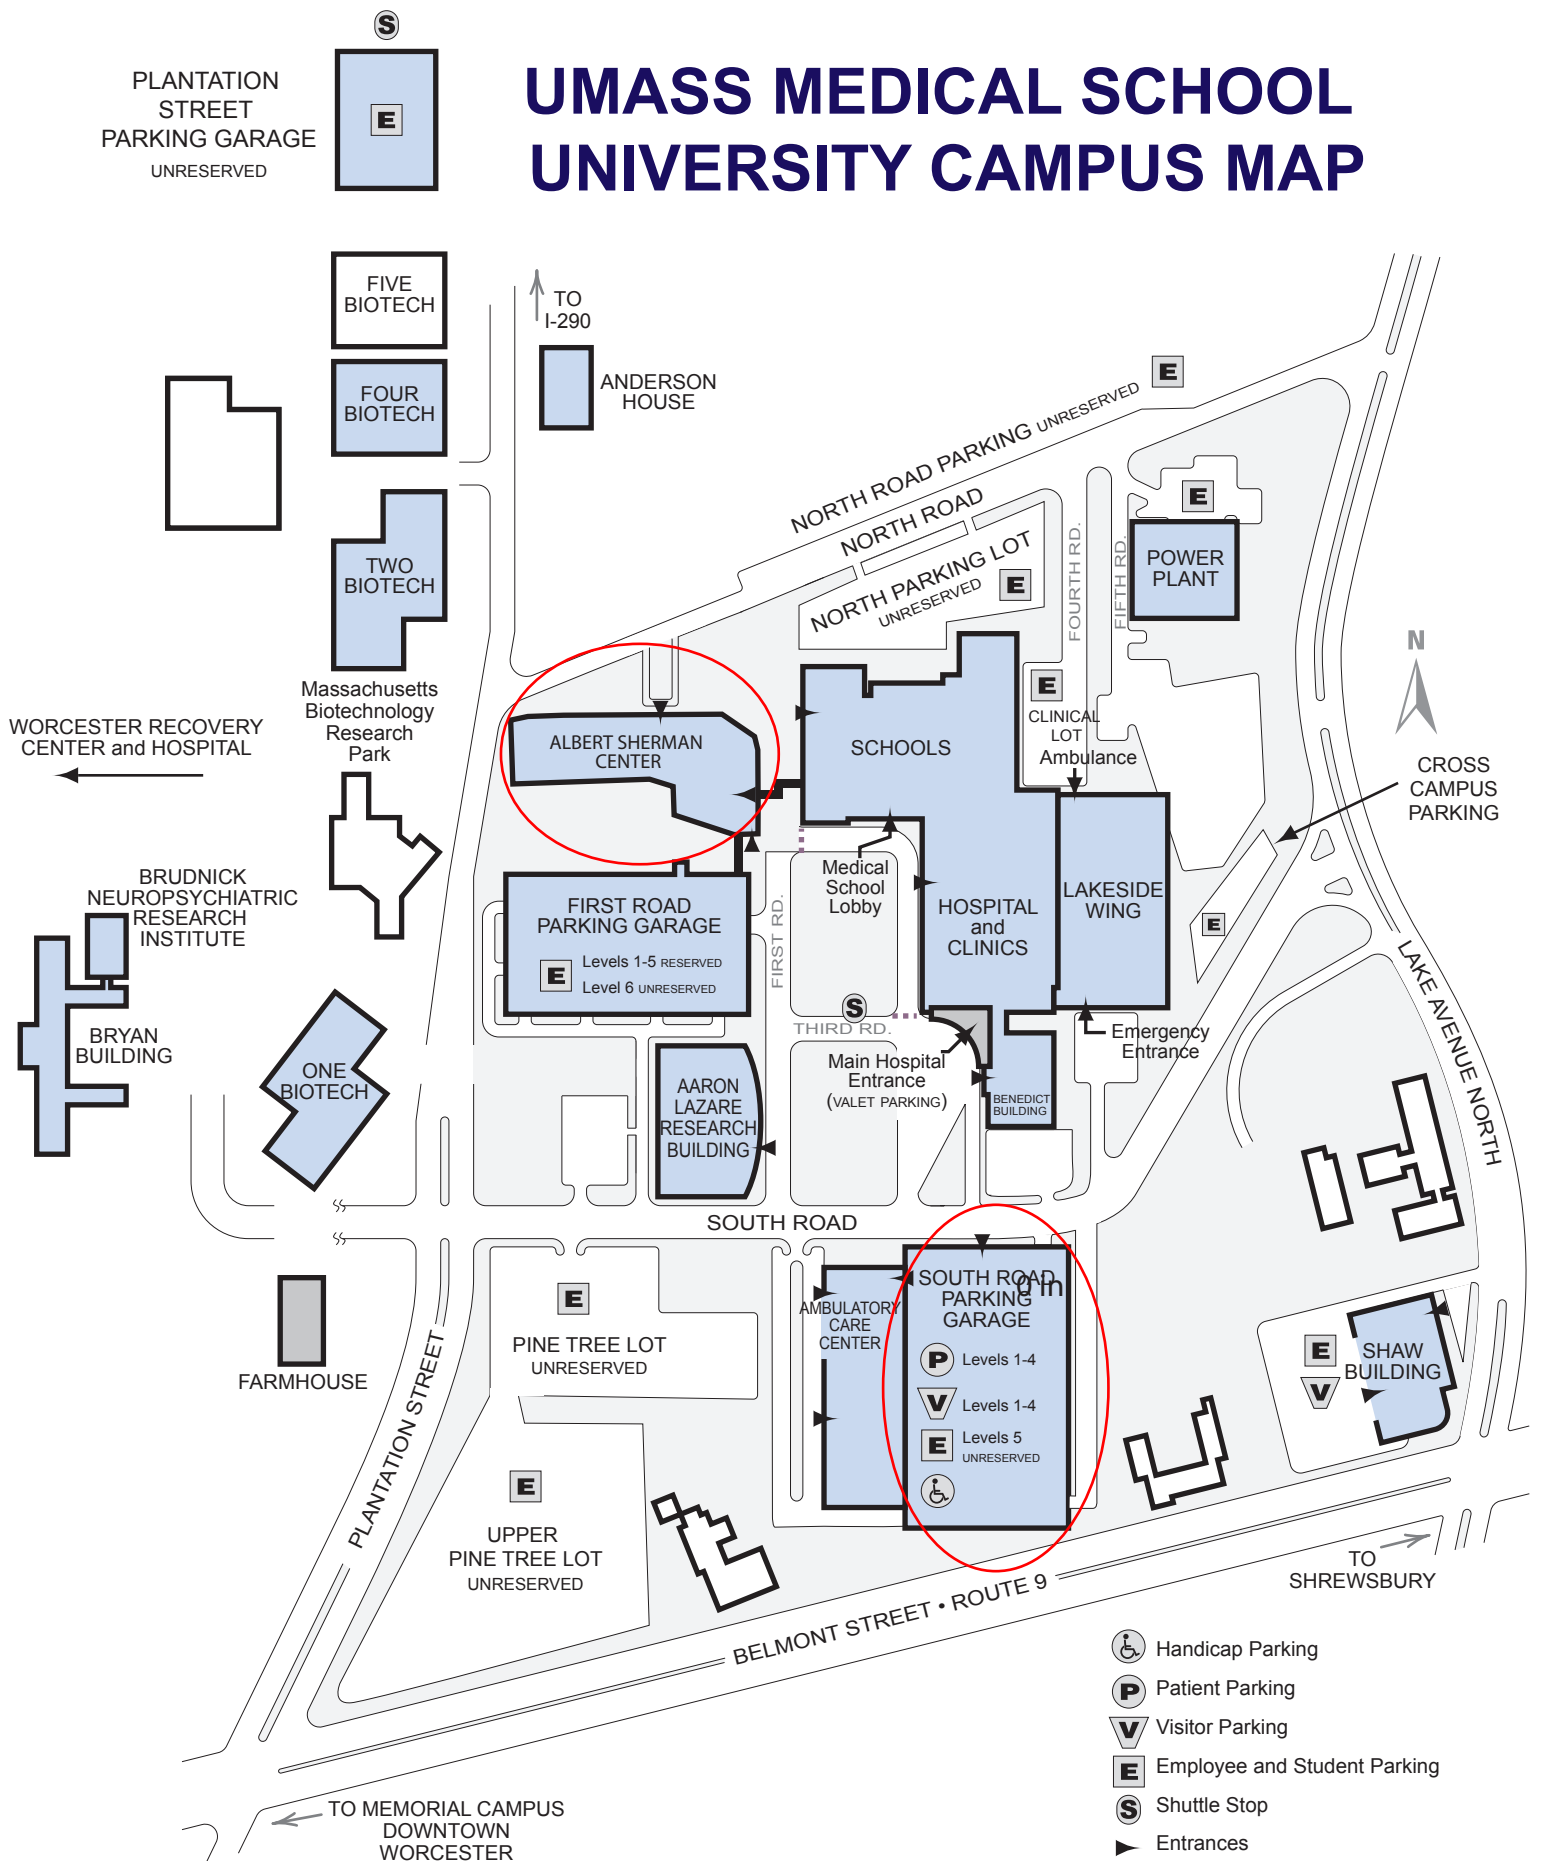 S
PLANTATION
STREET
PARKING GARAGE
UNRESERVED
E
UMASS MEDICAL SCHOOL
UNIVERSITY CAMPUS MAP
FIVE
BIOTECH
TO
I-290
FOUR
BIOTECH
ANDERSON
HOUSE
E
NORTH ROAD PARKING UNRESERVED
NORTH ROAD
NORTH PARKING LOT
UNRESERVED
E
FOURTH RD.
FIFTH RD.
E
POWER
PLANT
TWO
BIOTECH
Massachusetts
Biotechnology
Research
Park
WORCESTER RECOVERY
CENTER and HOSPITAL
ALBERT SHERMAN
CENTER
SCHOOLS
E
CLINICAL
LOT
Ambulance
N
CROSS
CAMPUS
PARKING
BRUDNICK
NEUROPSYCHIATRIC
RESEARCH
INSTITUTE
BRYAN
BUILDING
FIRST ROAD
PARKING GARAGE
E
Levels 1-5 RESERVED
Level 6 UNRESERVED
FIRST RD.
Medical
School
Lobby
HOSPITAL
and
CLINICS
LAKESIDE
WING
E
LAKE AVENUE NORTH
S
THIRD RD.
Main Hospital
Entrance
(VALET PARKING)
Emergency
Entrance
BENEDICT
BUILDING
ONE
BIOTECH
AARON
LAZARE
RESEARCH
BUILDING
SOUTH ROAD
FARMHOUSE
PLANTATION STREET
E
PINE TREE LOT
UNRESERVED
AMBULATORY
CARE
CENTER
SOUTH ROAD
PARKING
GARAGE
0 in
P Levels 1-4
V Levels 1-4
E Levels 5
UNRESERVED
E
V
SHAW
BUILDING
E
UPPER
PINE TREE LOT
UNRESERVED
BELMONT STREET • ROUTE 9
TO
SHREWSBURY
TO MEMORIAL CAMPUS
DOWNTOWN
WORCESTER
Handicap Parking
P Patient Parking
V Visitor Parking
E Employee and Student Parking
S Shuttle Stop
Entrances